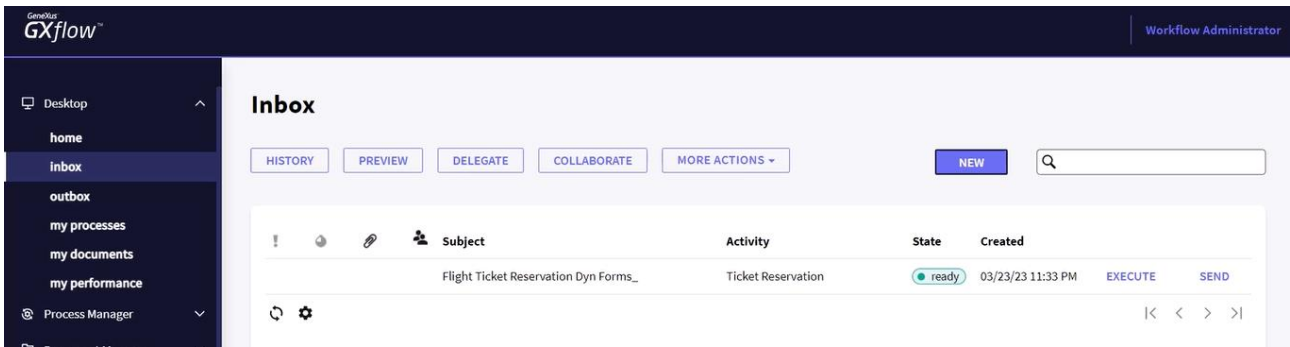 GeneXus
GXflow™
Workflow Administrator
Desktop
home
inbox
outbox
my processes
my documents
my performance
Process Manager
Inbox
HISTORY PREVIEW DELEGATE COLLABORATE MORE ACTIONS NEW
Subject Activity State Created
Flight Ticket Reservation Dyn Forms_ Ticket Reservation ready 03/23/23 11:33 PM EXECUTE SEND